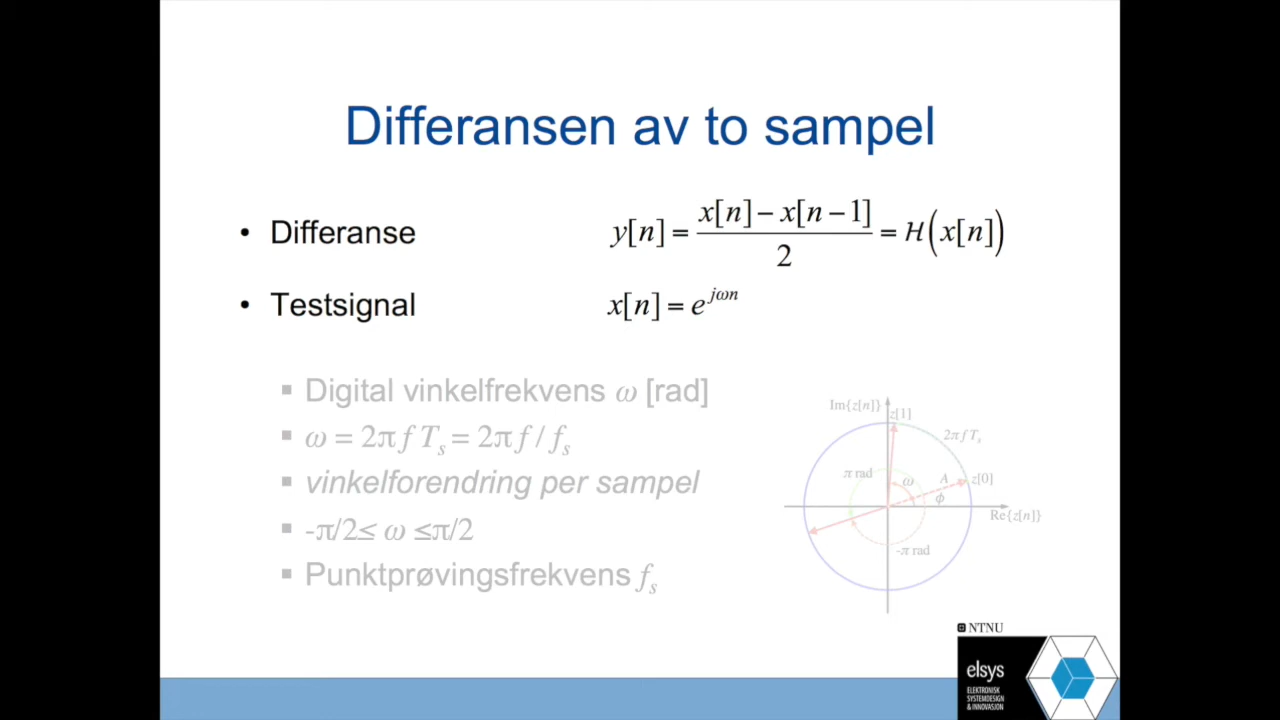 Differansen av to sampel
• Differanse y[n] = (x[n] − x[n − 1]) / 2 = H(x[n])
• Testsignal x[n] = e^{jωn}
▪ Digital vinkelfrekvens ω [rad]
▪ ω = 2π f T_s = 2π f / f_s
▪ vinkelforendring per sampel
▪ -π/2≤ ω ≤π/2
▪ Punktprøvingsfrekvens f_s
Im{z[n]}
z[1]
2π f T_s
π rad
ω
A
z[0]
ϕ
Re{z[n]}
-π rad
NTNU
elsys
ELEKTRONISK
SYSTEMDESIGN
& INNOVASJON